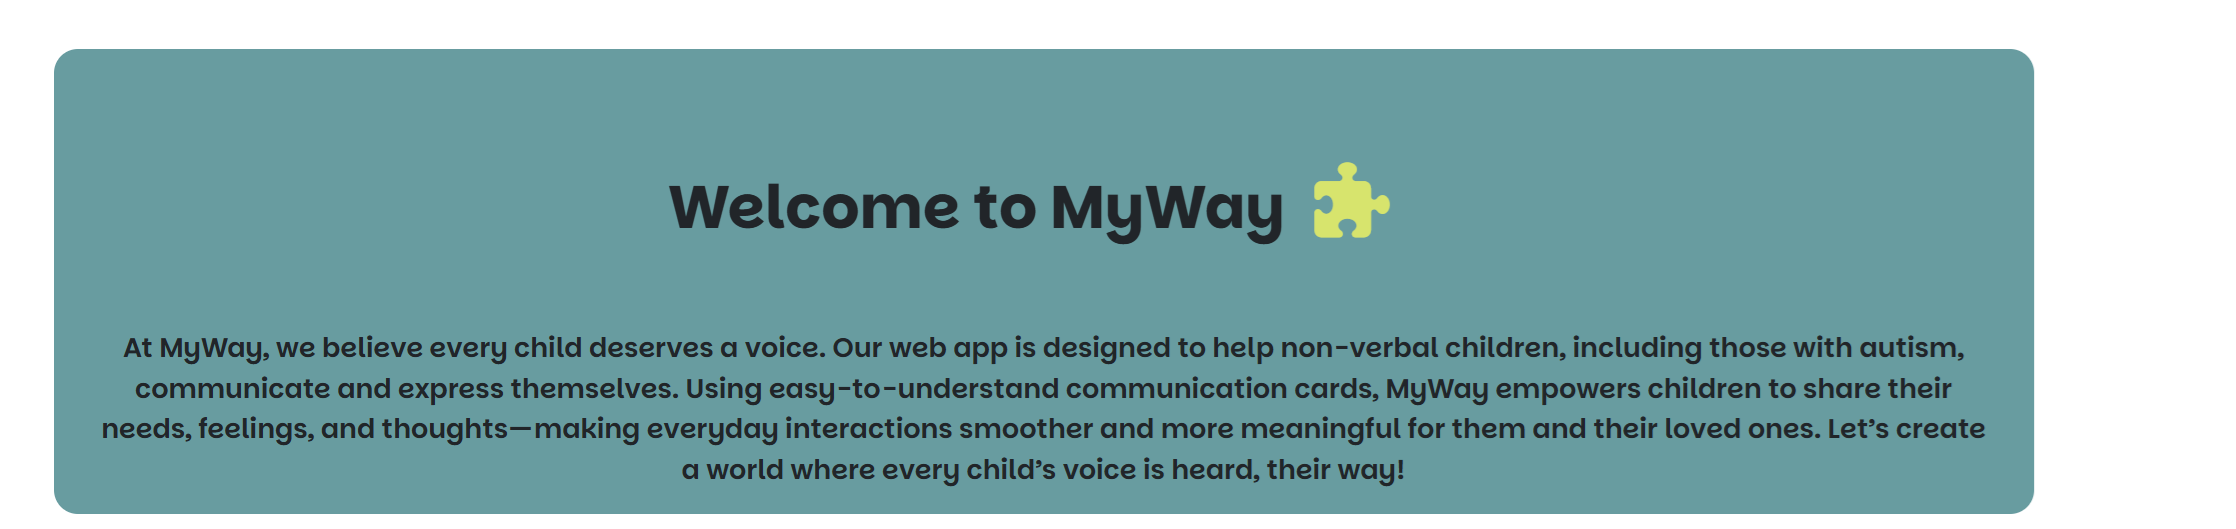 Welcome to MyWay
At MyWay, we believe every child deserves a voice. Our web app is designed to help non-verbal children, including those with autism,
communicate and express themselves. Using easy-to-understand communication cards, MyWay empowers children to share their
needs, feelings, and thoughts—making everyday interactions smoother and more meaningful for them and their loved ones. Let’s create
a world where every child’s voice is heard, their way!